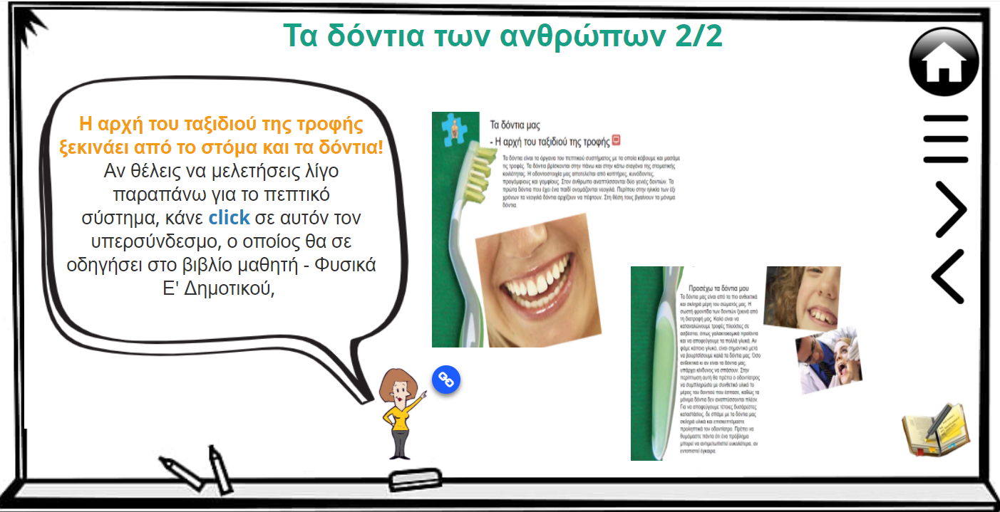 Τα δόντια των ανθρώπων 2/2
Η αρχή του ταξιδιού της τροφής
ξεκινάει από το στόμα και τα δόντια!
Αν θέλεις να μελετήσεις λίγο
παραπάνω για το πεπτικό
σύστημα, κάνε click σε αυτόν τον
υπερσύνδεσμο, ο οποίος θα σε
οδηγήσει στο βιβλίο μαθητή - Φυσικά
Ε' Δημοτικού,
Τα δόντια μας
- Η αρχή του ταξιδιού της τροφής
Τα δόντια είναι τα όργανα του πεπτικού συστήματος με τα οποία κόβουμε και μασάμε
τις τροφές. Τα δόντια βρίσκονται στην πάνω και στην κάτω σιαγόνα της στοματικής
κοιλότητας. Η οδοντοστοιχία μας αποτελείται από κοπτήρες, κυνόδοντες,
προγόμφιους και γομφίους. Στον άνθρωπο αναπτύσσονται δύο γενιές δοντιών. Τα
πρώτα δόντια που έχει ένα παιδί ονομάζονται νεογιλά. Περίπου στην ηλικία των έξι
χρόνων τα νεογιλά δόντια αρχίζουν να πέφτουν. Στη θέση τους βγαίνουν τα μόνιμα
δόντια.
Προσέχω τα δόντια μου
Τα δόντια μας είναι από τα πιο ανθεκτικά
και σκληρά μέρη του σώματός μας. Η
σωστή φροντίδα των δοντιών ξεκινά από
τη διατροφή μας. Καλό είναι να
καταναλώνουμε τροφές πλούσιες σε
ασβέστιο, όπως γαλακτοκομικά προϊόντα
και να αποφεύγουμε τα πολλά γλυκά. Αν
φάμε κάποιο γλυκό, είναι σημαντικό μετά
να βουρτσίσουμε καλά τα δόντια μας. Όσο
ανθεκτικά κι αν είναι τα δόντια μας,
υπάρχει κίνδυνος να σπάσουν. Στην
περίπτωση αυτή θα πρέπει ο οδοντίατρος
να συμπληρώσει με συνθετικό υλικό το
μέρος του δοντιού που έσπασε, καθώς τα
μόνιμα δόντια δεν αναπτύσσονται πλέον.
Για να αποφεύγουμε τέτοιες δυσάρεστες
καταστάσεις, δε σπάμε με τα δόντια μας
σκληρά υλικά και επισκεπτόμαστε
προληπτικά τον οδοντίατρο. Πρέπει να
θυμόμαστε πάντα ότι ένα πρόβλημα
μπορεί να αντιμετωπιστεί ευκολότερα, αν
εντοπιστεί έγκαιρα.